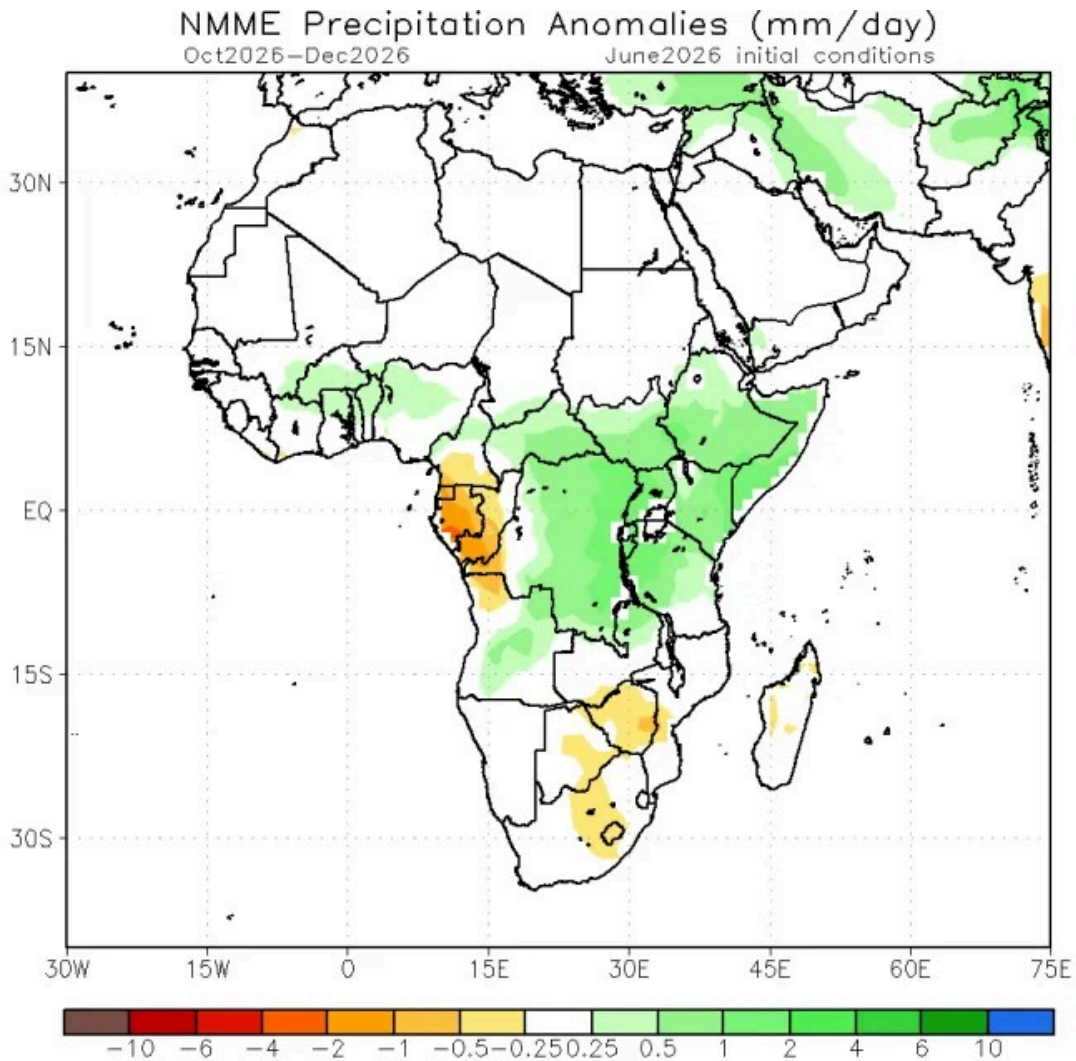 NMME Precipitation Anomalies (mm/day)
Oct2026–Dec2026 June2026 initial conditions
30N
15N
EQ
15S
30S
30W 15W 0 15E 30E 45E 60E 75E
−10 −6 −4 −2 −1 −0.5 −0.25 0.25 0.5 1 2 4 6 10